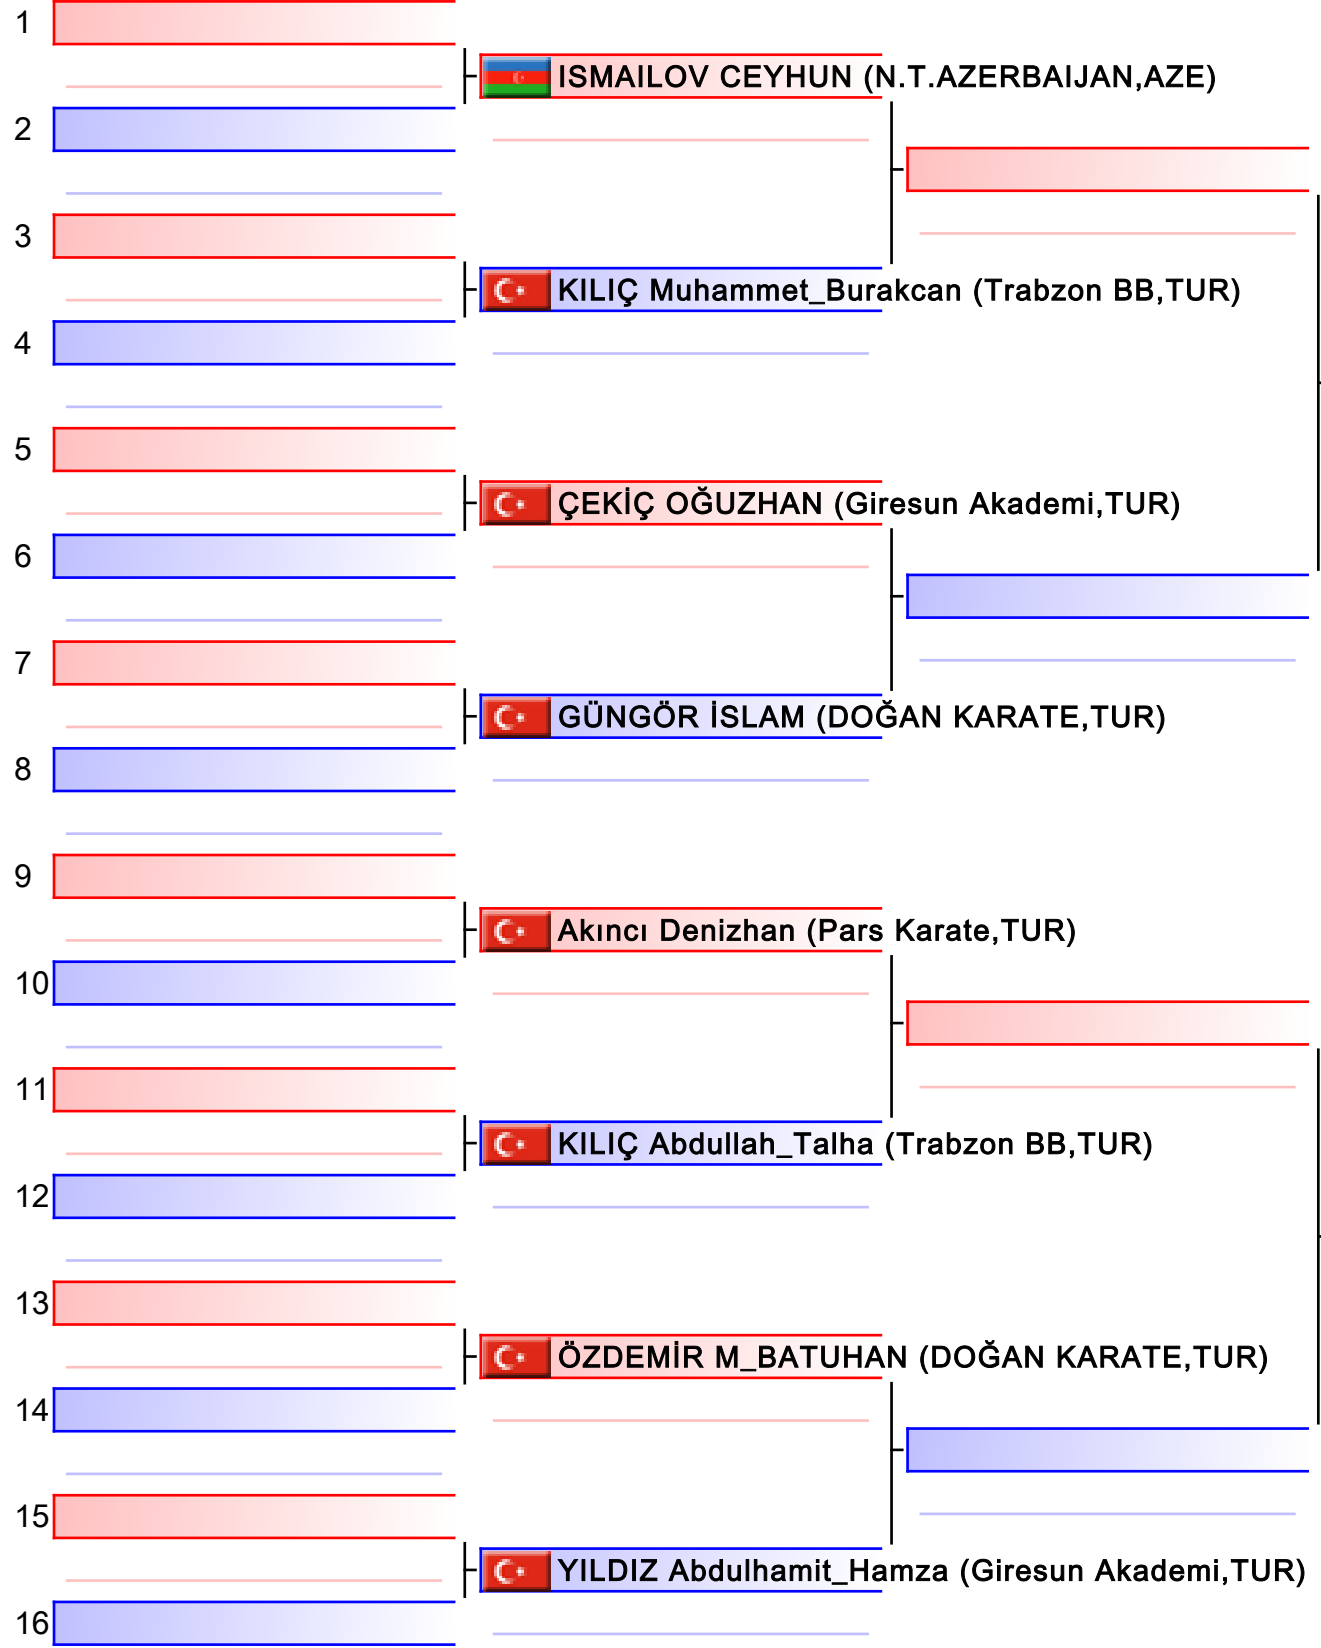 1
ISMAILOV CEYHUN (N.T.AZERBAIJAN,AZE)
2
3
KILIÇ Muhammet_Burakcan (Trabzon BB,TUR)
4
5
ÇEKİÇ OĞUZHAN (Giresun Akademi,TUR)
6
7
GÜNGÖR İSLAM (DOĞAN KARATE,TUR)
8
9
Akıncı Denizhan (Pars Karate,TUR)
10
11
KILIÇ Abdullah_Talha (Trabzon BB,TUR)
12
13
ÖZDEMİR M_BATUHAN (DOĞAN KARATE,TUR)
14
15
YILDIZ Abdulhamit_Hamza (Giresun Akademi,TUR)
16